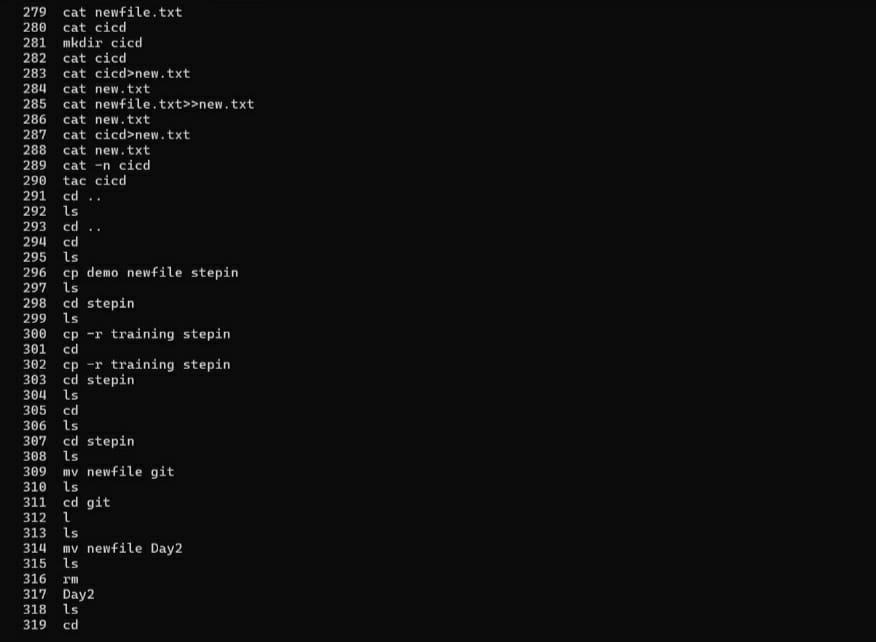 279 cat newfile.txt
280 cat cicd
281 mkdir cicd
282 cat cicd
283 cat cicd>new.txt
284 cat new.txt
285 cat newfile.txt>>new.txt
286 cat new.txt
287 cat cicd>new.txt
288 cat new.txt
289 cat -n cicd
290 tac cicd
291 cd ..
292 ls
293 cd ..
294 cd
295 ls
296 cp demo newfile stepin
297 ls
298 cd stepin
299 ls
300 cp -r training stepin
301 cd
302 cp -r training stepin
303 cd stepin
304 ls
305 cd
306 ls
307 cd stepin
308 ls
309 mv newfile git
310 ls
311 cd git
312 l
313 ls
314 mv newfile Day2
315 ls
316 rm
317 Day2
318 ls
319 cd